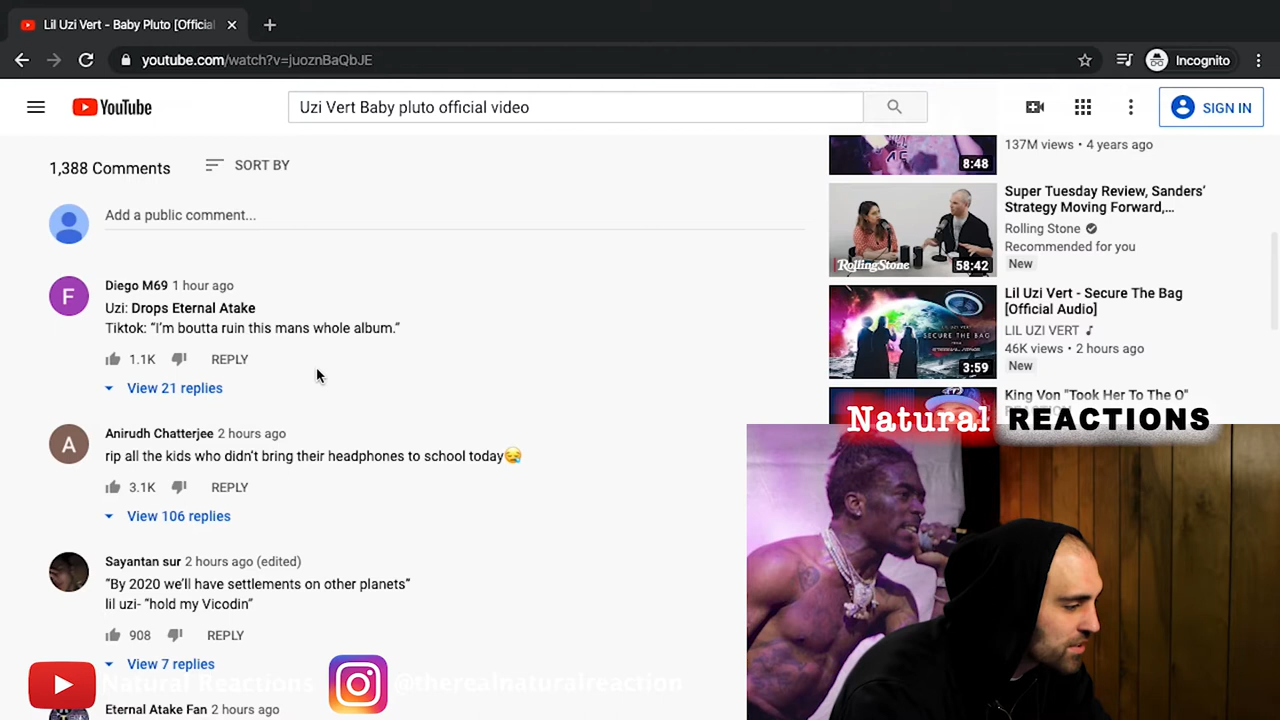 Lil Uzi Vert - Baby Pluto [Official
youtube.com/watch?v=juoznBaQbJE
Incognito
YouTube
Uzi Vert Baby pluto official video
SIGN IN
1,388 Comments
SORT BY
Add a public comment...
Diego M69 1 hour ago
Uzi: Drops Eternal Atake
Tiktok: “I’m boutta ruin this mans whole album.”
1.1K REPLY
View 21 replies
A
Anirudh Chatterjee 2 hours ago
rip all the kids who didn’t bring their headphones to school today
3.1K REPLY
View 106 replies
Sayantan sur 2 hours ago (edited)
“By 2020 we’ll have settlements on other planets”
lil uzi- “hold my Vicodin”
908 REPLY
View 7 replies
Eternal Atake Fan 2 hours ago
F
8:48
137M views • 4 years ago
RollingStone
58:42
Super Tuesday Review, Sanders’
Strategy Moving Forward,...
Rolling Stone
Recommended for you
New
SECURE THE BAG
3:59
Lil Uzi Vert - Secure The Bag
[Official Audio]
LIL UZI VERT
46K views • 2 hours ago
New
King Von "Took Her To The O"
Natural REACTIONS
Natural Reactions
@therealnaturalreaction